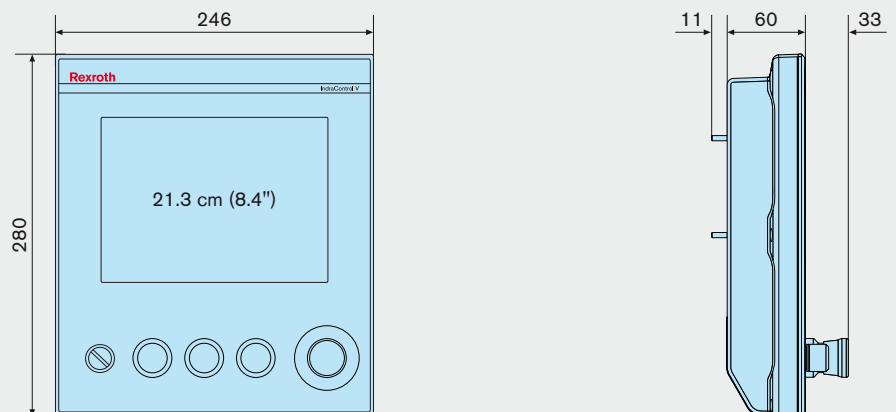 246
11 60 33
Rexroth
IndraControl V
21.3 cm (8.4")
280